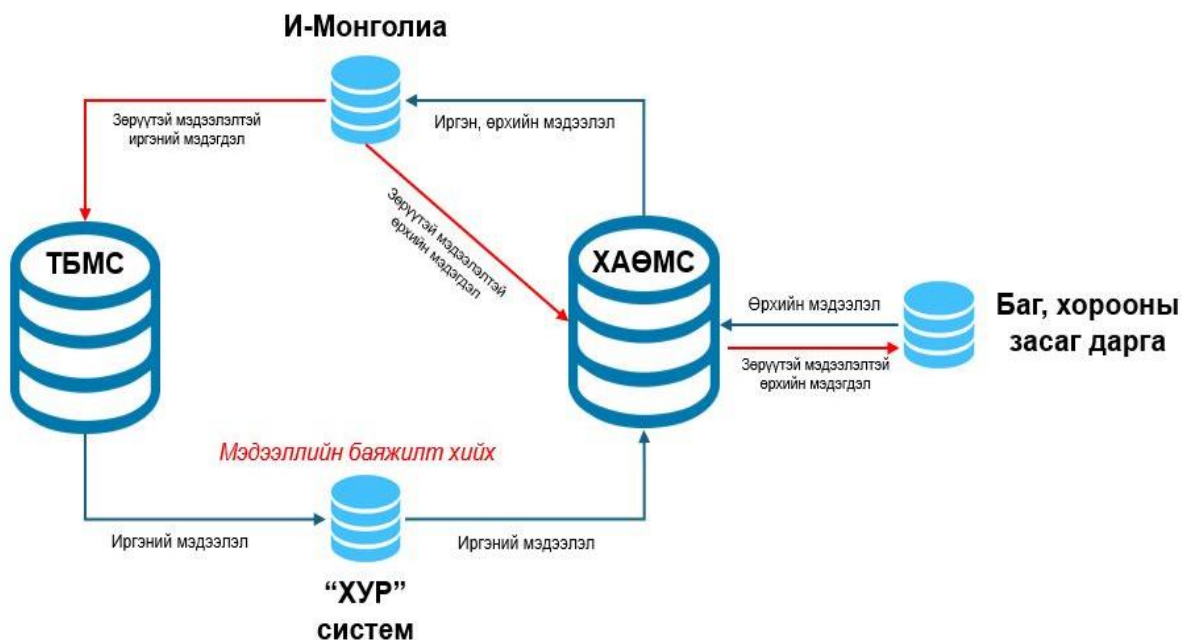 И-Монголиа
Зөрүүтэй мэдээлэлтэй
иргэний мэдэгдэл
Иргэн, өрхийн мэдээлэл
Зөрүүтэй мэдээлэлтэй
өрхийн мэдэгдэл
ТБМС
ХАӨМС
Өрхийн мэдээлэл
Зөрүүтэй мэдээлэлтэй
өрхийн мэдэгдэл
Баг, хорооны
засаг дарга
Мэдээллийн баяжилт хийх
Иргэний мэдээлэл
Иргэний мэдээлэл
“ХУР”
систем